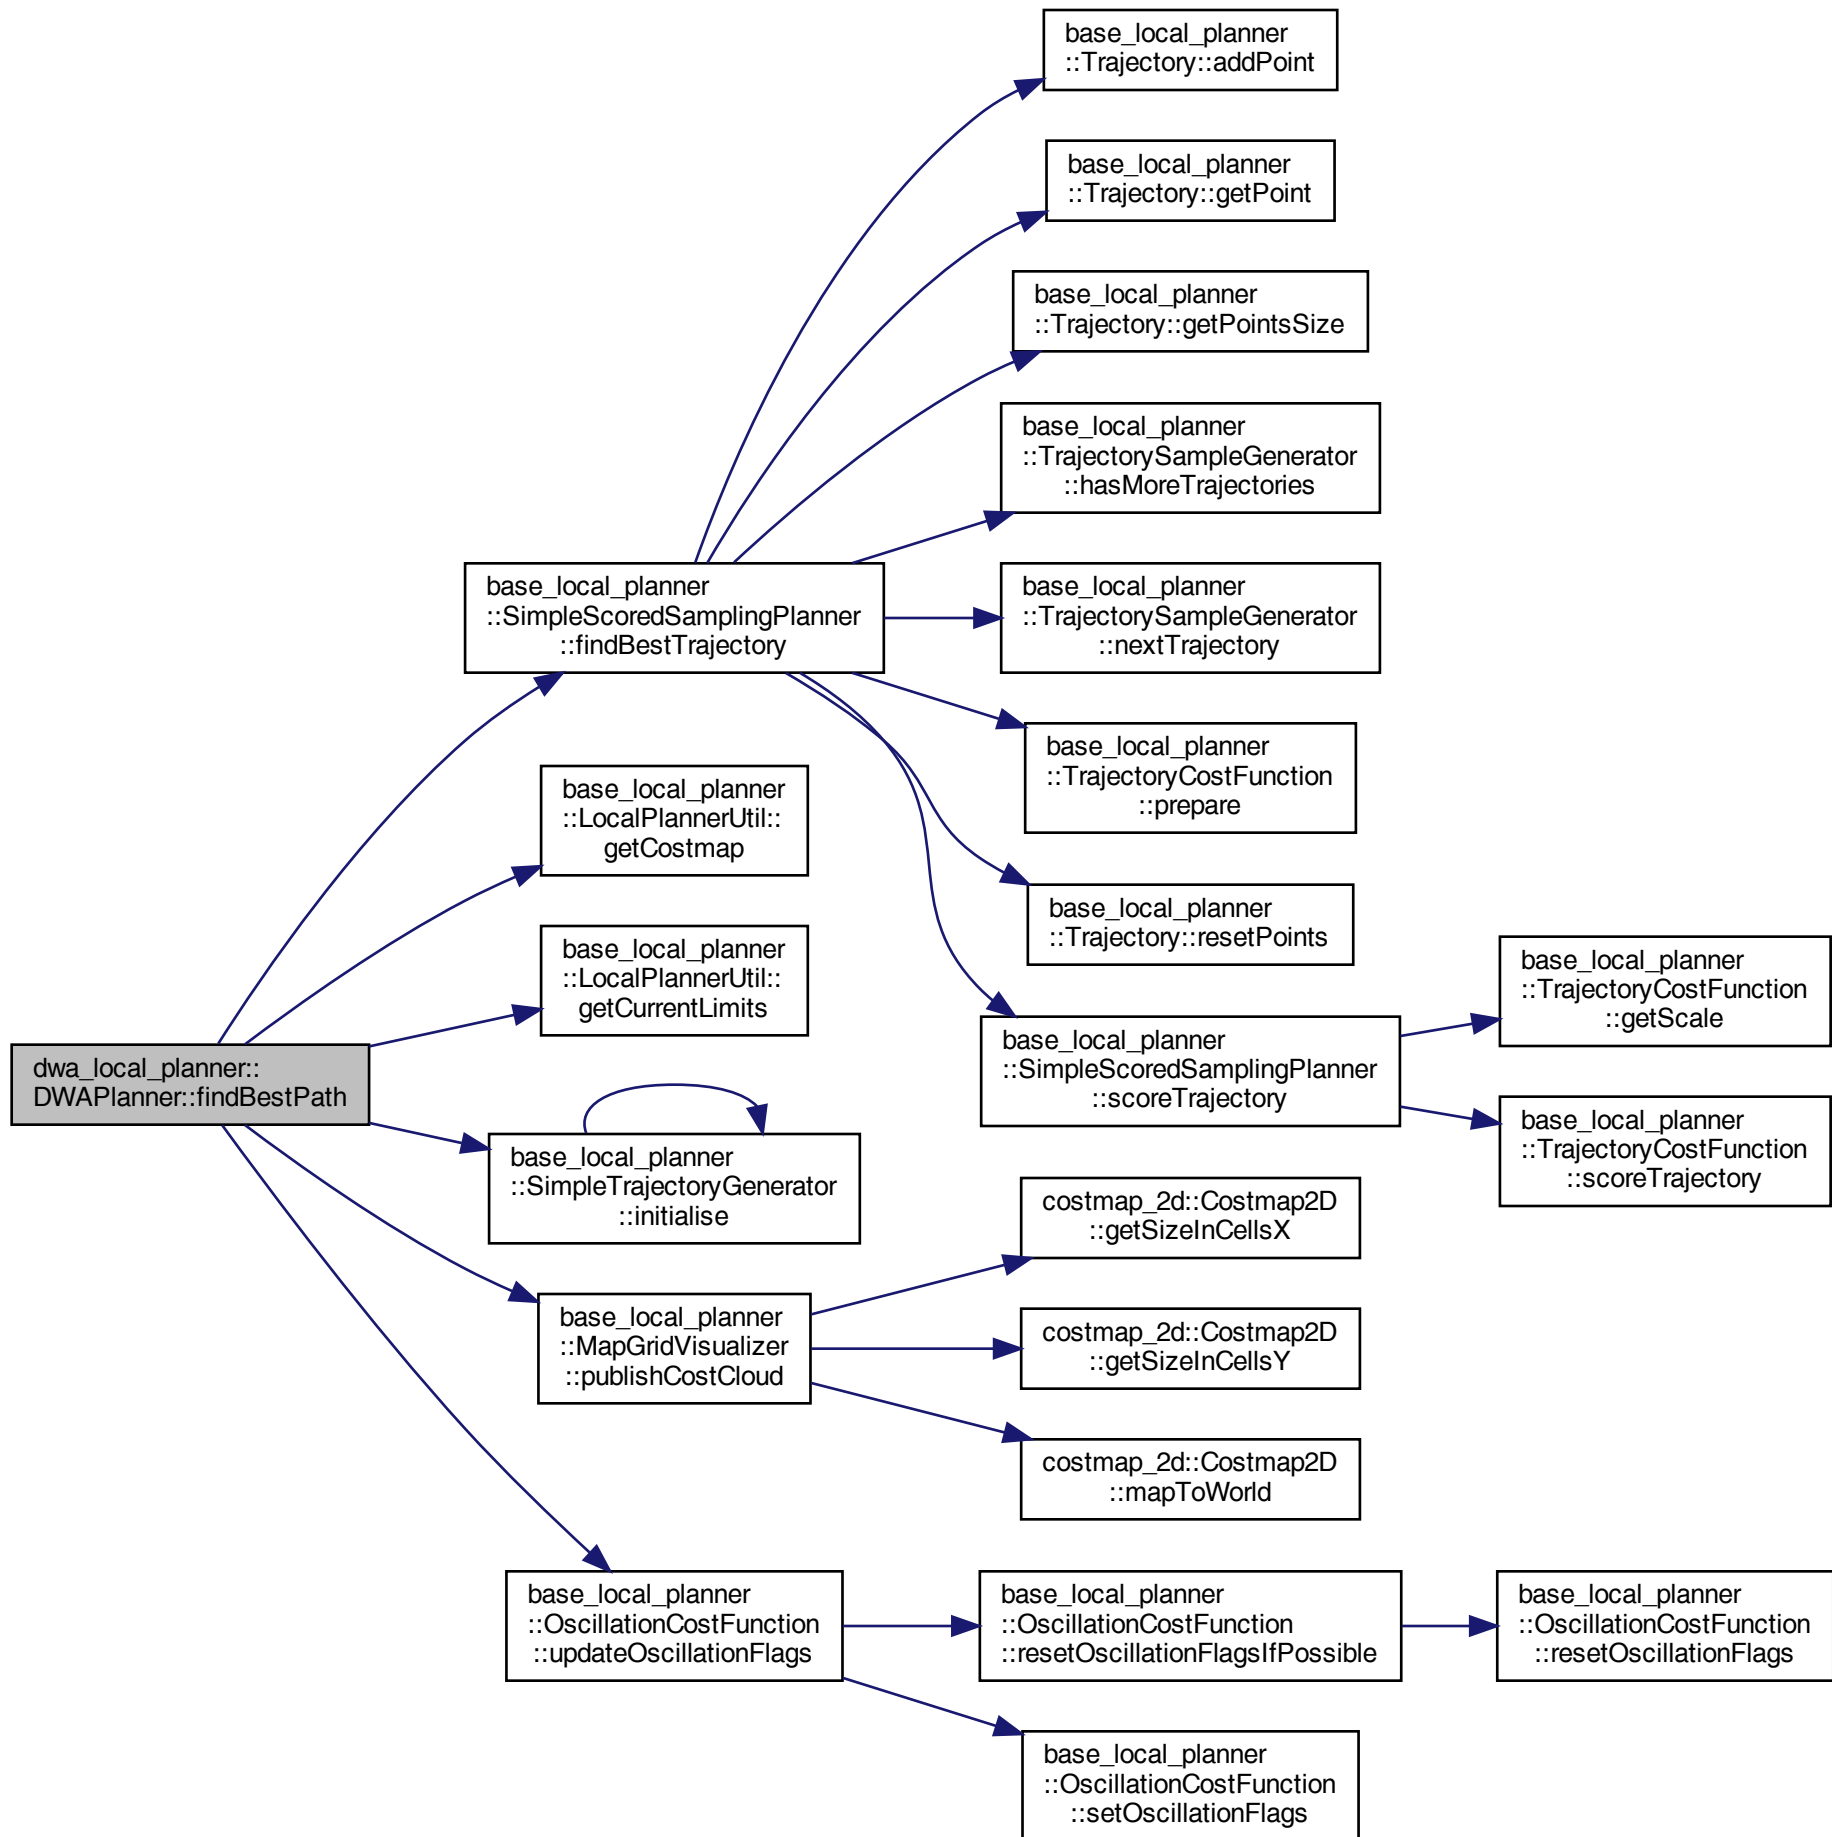 base_local_planner
::Trajectory::addPoint
base_local_planner
::Trajectory::getPoint
base_local_planner
::Trajectory::getPointsSize
base_local_planner
::TrajectorySampleGenerator
::hasMoreTrajectories
base_local_planner
::SimpleScoredSamplingPlanner
::findBestTrajectory
base_local_planner
::TrajectorySampleGenerator
::nextTrajectory
base_local_planner
::TrajectoryCostFunction
::prepare
base_local_planner
::LocalPlannerUtil::
getCostmap
base_local_planner
::Trajectory::resetPoints
base_local_planner
::LocalPlannerUtil::
getCurrentLimits
base_local_planner
::TrajectoryCostFunction
::getScale
dwa_local_planner::
DWAPlanner::findBestPath
base_local_planner
::SimpleScoredSamplingPlanner
::scoreTrajectory
base_local_planner
::TrajectoryCostFunction
::scoreTrajectory
base_local_planner
::SimpleTrajectoryGenerator
::initialise
costmap_2d::Costmap2D
::getSizeInCellsX
base_local_planner
::MapGridVisualizer
::publishCostCloud
costmap_2d::Costmap2D
::getSizeInCellsY
costmap_2d::Costmap2D
::mapToWorld
base_local_planner
::OscillationCostFunction
::updateOscillationFlags
base_local_planner
::OscillationCostFunction
::resetOscillationFlagsIfPossible
base_local_planner
::OscillationCostFunction
::resetOscillationFlags
base_local_planner
::OscillationCostFunction
::setOscillationFlags